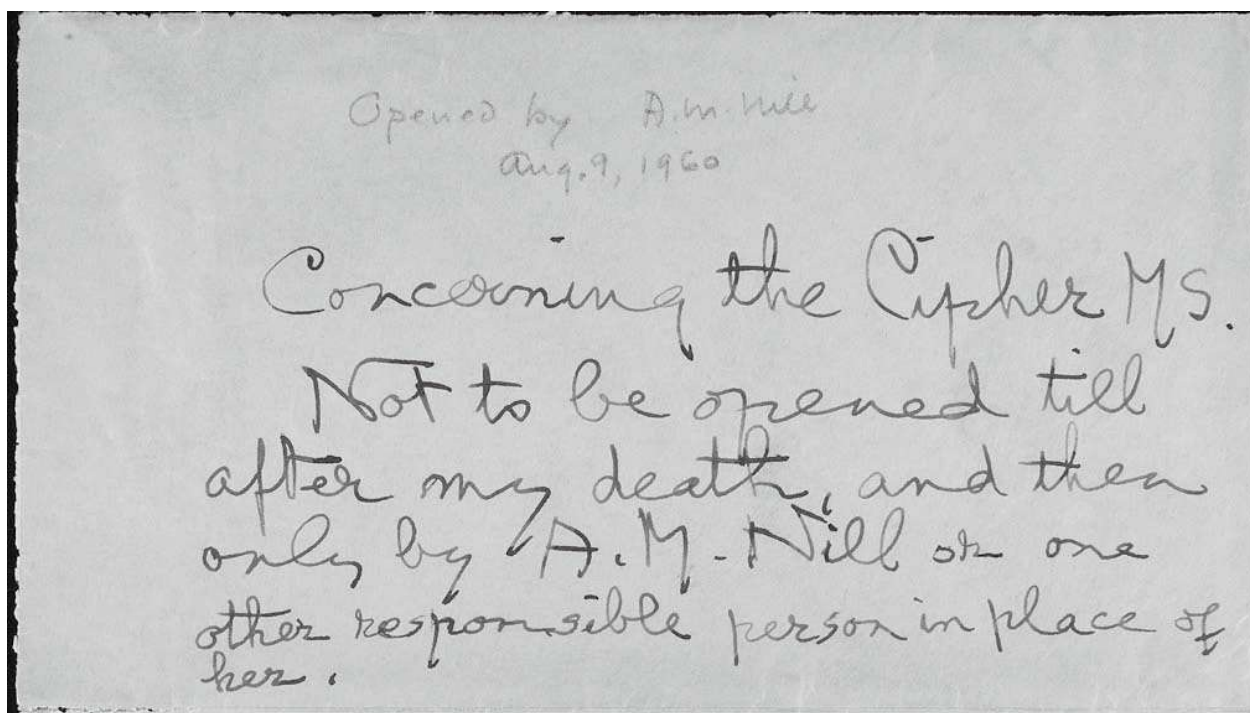 Opened by A.M. Nill
Aug. 9, 1960
Concerning the Cipher MS.
Not to be opened till
after my death, and then
only by A.M. Nill or one
other responsible person in place of
her.